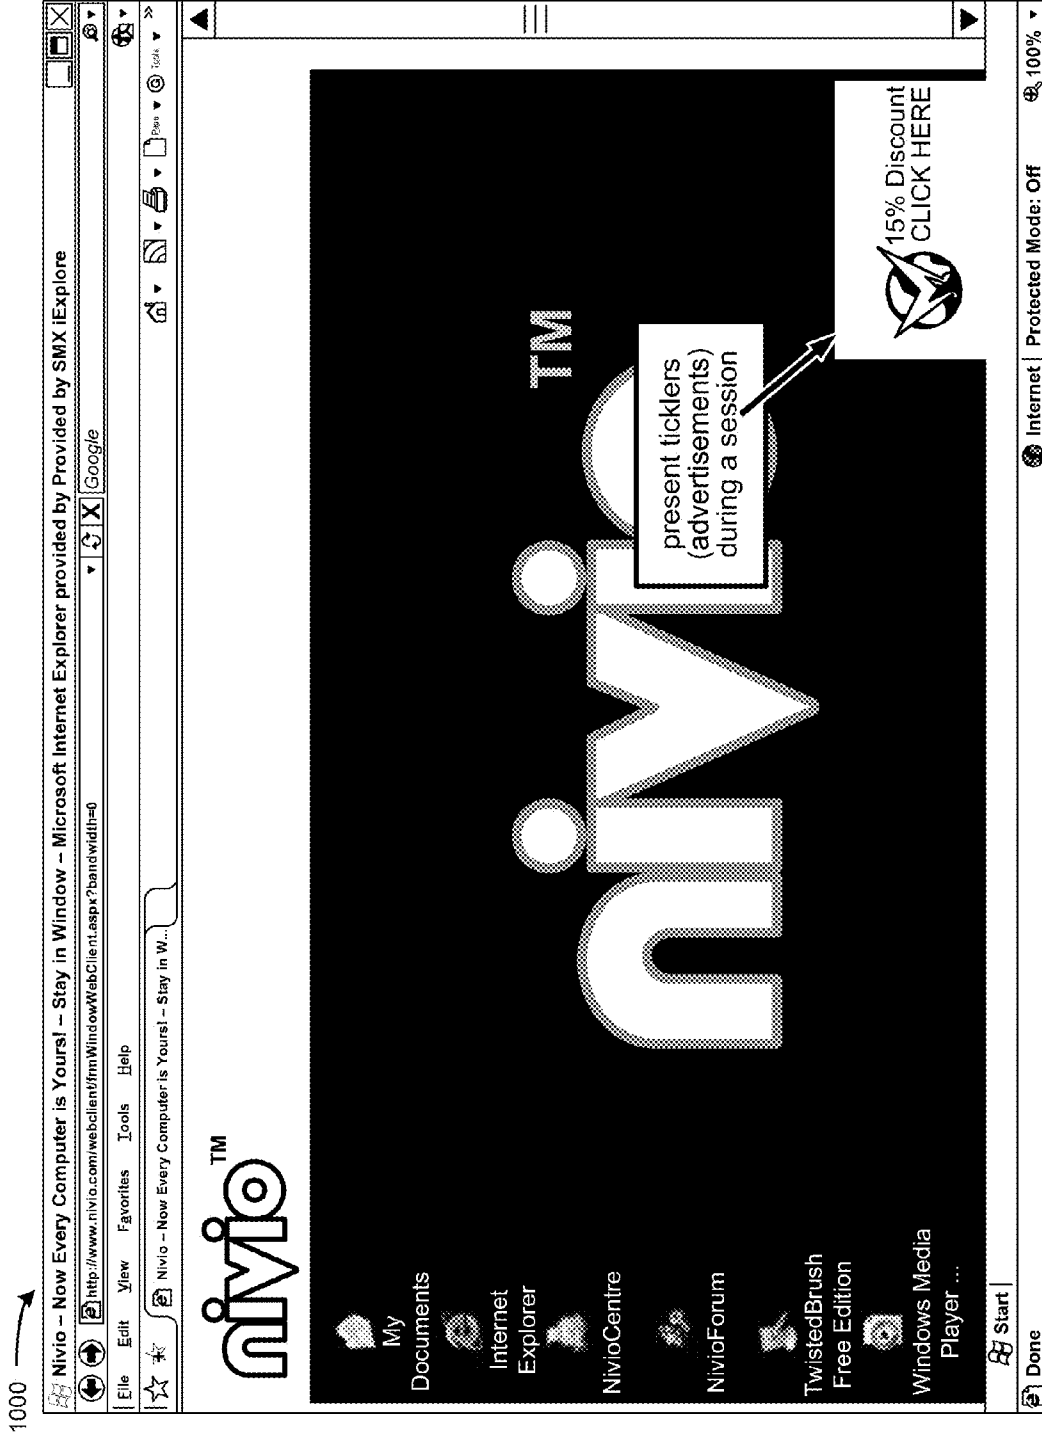 1000
Nivio – Now Every Computer is Yours! – Stay in Window – Microsoft Internet Explorer provided by Provided by SMX iExplore
http://www.nivio.com/webclient/frmWindowWebClient.aspx?bandwidth=0
Google
File Edit View Favorites Tools Help
Nivio – Now Every Computer is Yours! – Stay in W...
Page Tools »
nivio TM
My
Documents
Internet
Explorer
NivioCentre
NivioForum
TwistedBrush
Free Edition
Windows Media
Player ...
nivio TM
present ticklers
(advertisements)
during a session
15% Discount
CLICK HERE
Start
Done
Internet | Protected Mode: Off
100%